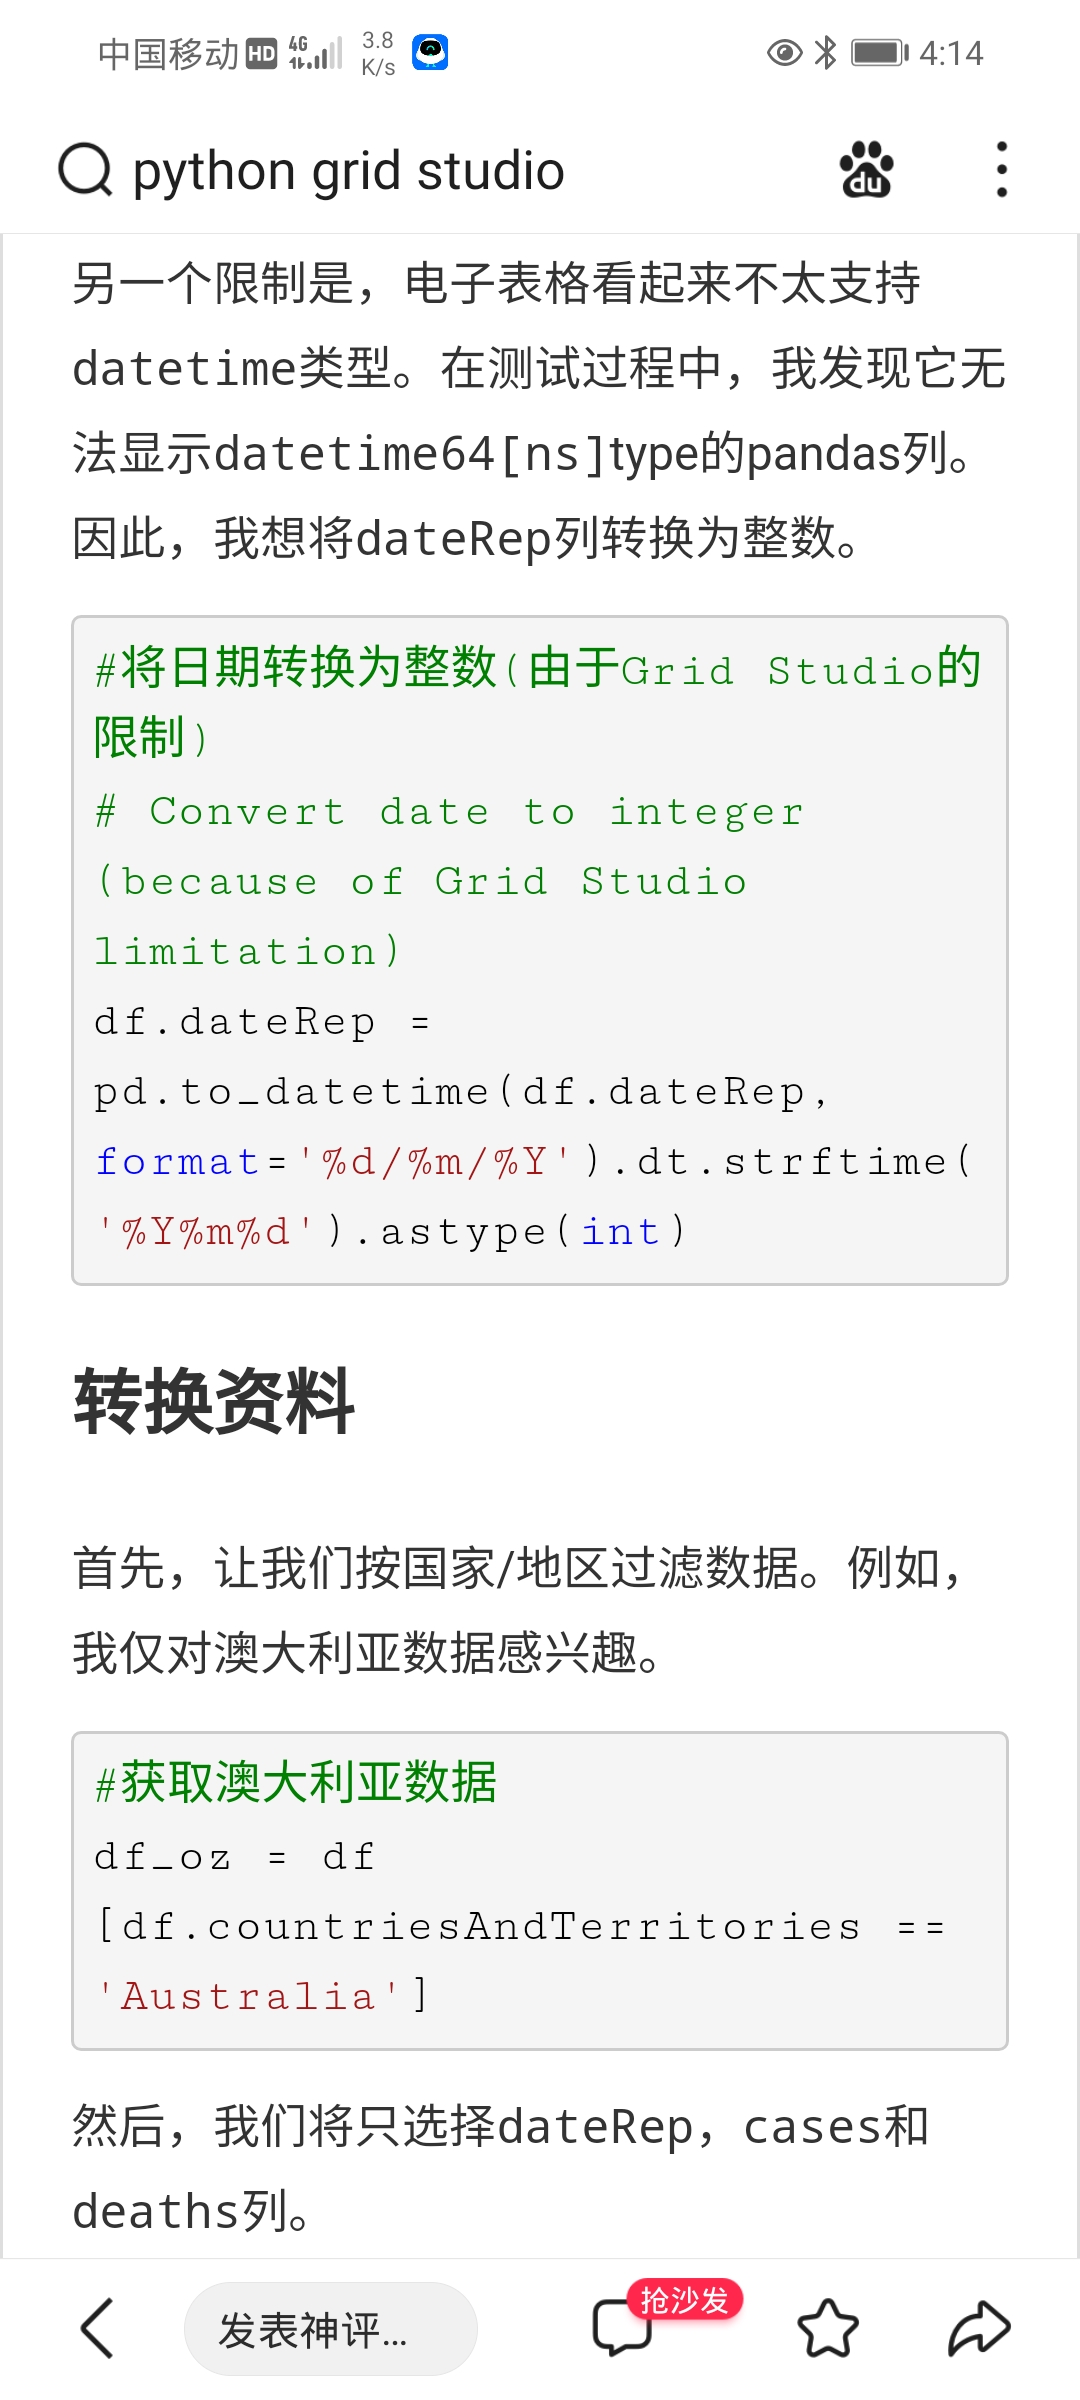 中国移动 HD 4G 3.8 K/s 4:14
python grid studio du
另一个限制是，电子表格看起来不太支持
datetime类型。在测试过程中，我发现它无
法显示datetime64[ns]type的pandas列。
因此，我想将dateRep列转换为整数。
#将日期转换为整数(由于Grid Studio的
限制)
# Convert date to integer
(because of Grid Studio
limitation)
df.dateRep =
pd.to_datetime(df.dateRep,
format='%d/%m/%Y').dt.strftime(
'%Y%m%d').astype(int)
转换资料
首先，让我们按国家/地区过滤数据。例如，
我仅对澳大利亚数据感兴趣。
#获取澳大利亚数据
df_oz = df
[df.countriesAndTerritories ==
'Australia']
然后，我们将只选择dateRep，cases和
deaths列。
发表神评... 抢沙发